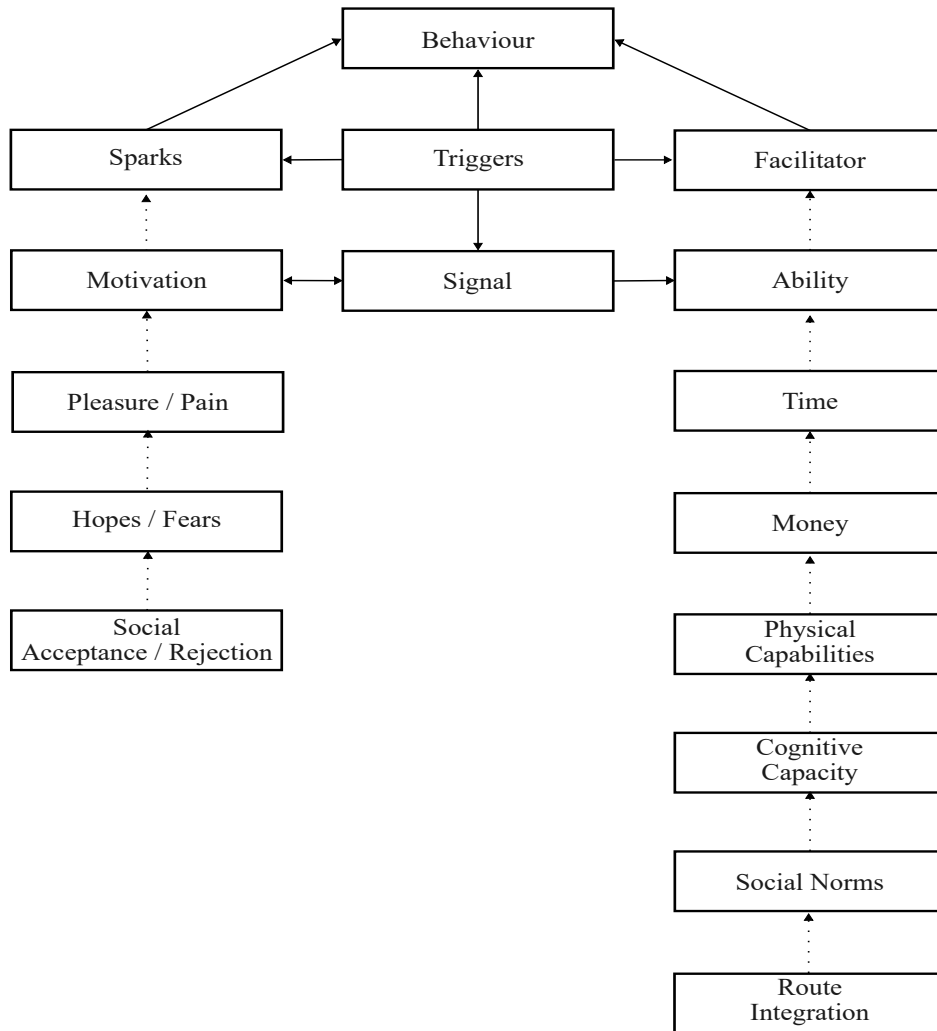 Behaviour
Sparks
Triggers
Facilitator
Motivation
Signal
Ability
Pleasure / Pain
Time
Hopes / Fears
Money
Social
Acceptance / Rejection
Physical
Capabilities
Cognitive
Capacity
Social Norms
Route
Integration